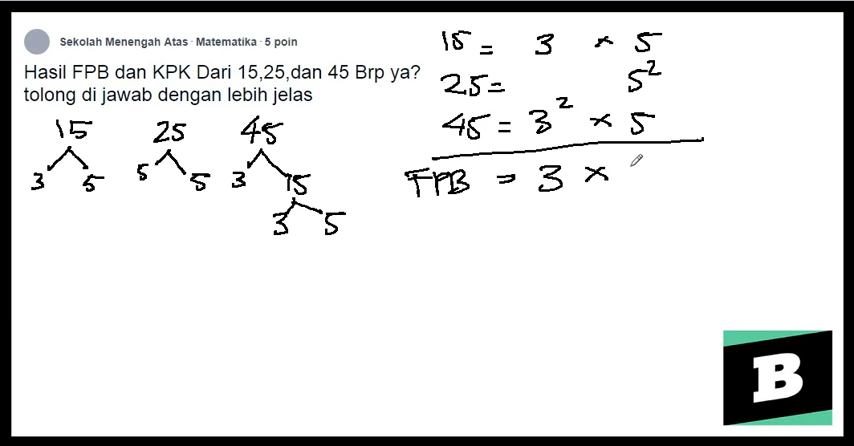 Sekolah Menengah Atas · Matematika · 5 poin
Hasil FPB dan KPK Dari 15,25,dan 45 Brp ya?
tolong di jawab dengan lebih jelas
15 25 45
3 5 5 5 3 15
3 5
15 = 3 × 5
25 = 5²
45 = 3² × 5
FPB = 3 ×
B